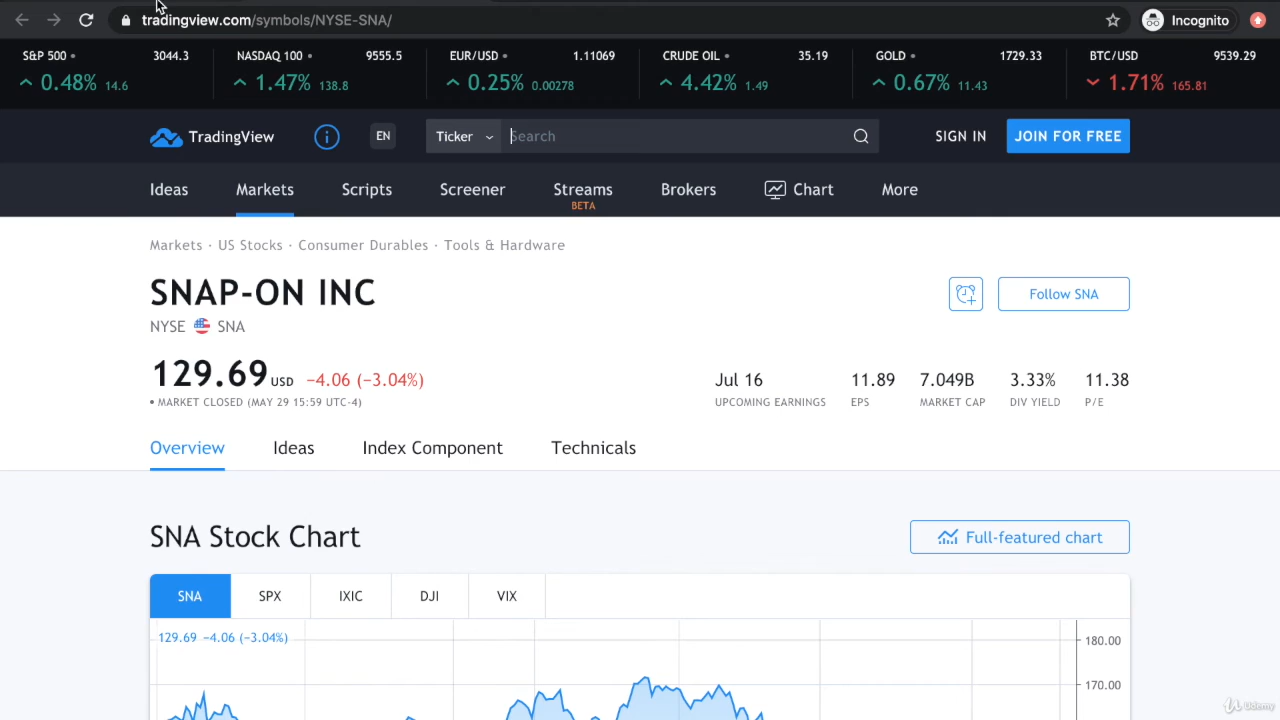 tradingview.com/symbols/NYSE-SNA/
Incognito
S&P 500 3044.3
0.48% 14.6
NASDAQ 100 9555.5
1.47% 138.8
EUR/USD 1.11069
0.25% 0.00278
CRUDE OIL 35.19
4.42% 1.49
GOLD 1729.33
0.67% 11.43
BTC/USD 9539.29
1.71% 165.81
TradingView
EN
Ticker
Search
SIGN IN
JOIN FOR FREE
Ideas
Markets
Scripts
Screener
Streams
BETA
Brokers
Chart
More
Markets · US Stocks · Consumer Durables · Tools & Hardware
SNAP-ON INC
Follow SNA
NYSE SNA
129.69 USD −4.06 (−3.04%)
• MARKET CLOSED (MAY 29 15:59 UTC-4)
Jul 16
UPCOMING EARNINGS
11.89
EPS
7.049B
MARKET CAP
3.33%
DIV YIELD
11.38
P/E
Overview
Ideas
Index Component
Technicals
SNA Stock Chart
Full-featured chart
SNA
SPX
IXIC
DJI
VIX
129.69 −4.06 (−3.04%)
180.00
170.00
Udemy